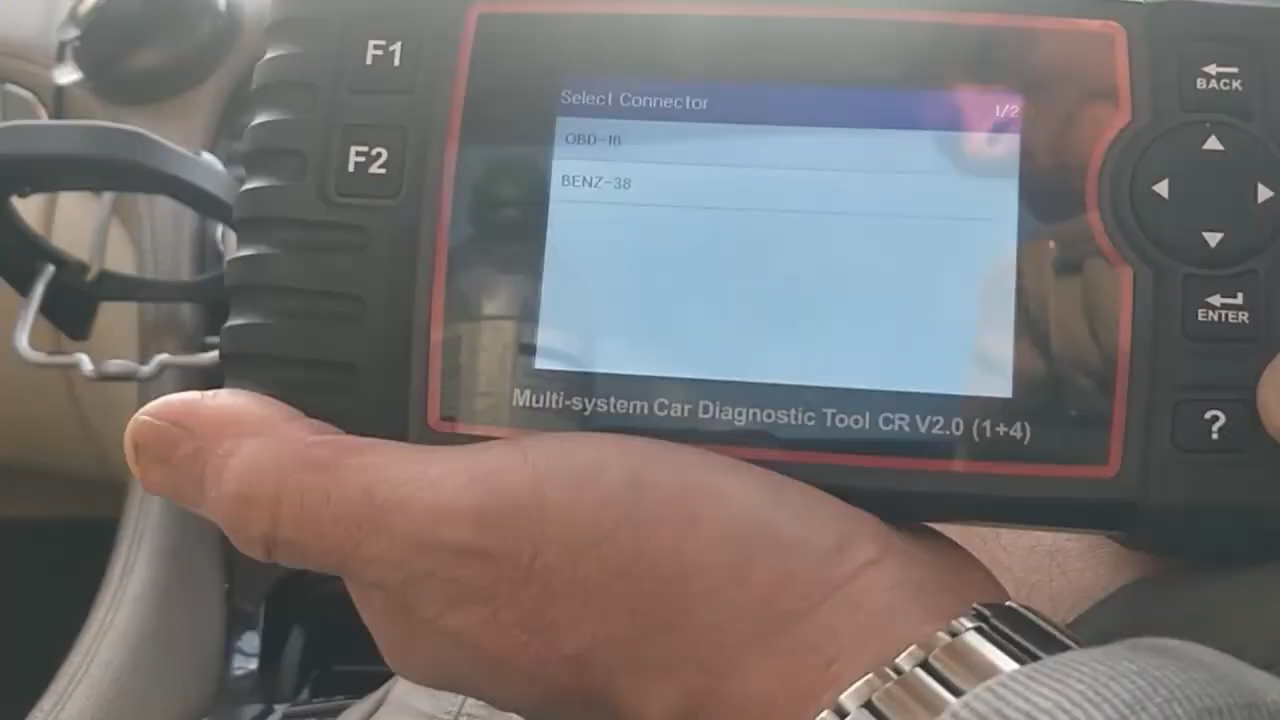 F1
F2
Select Connector 1/2
OBD-16
BENZ-38
Multi-system Car Diagnostic Tool CR V2.0 (1+4)
BACK
ENTER
?